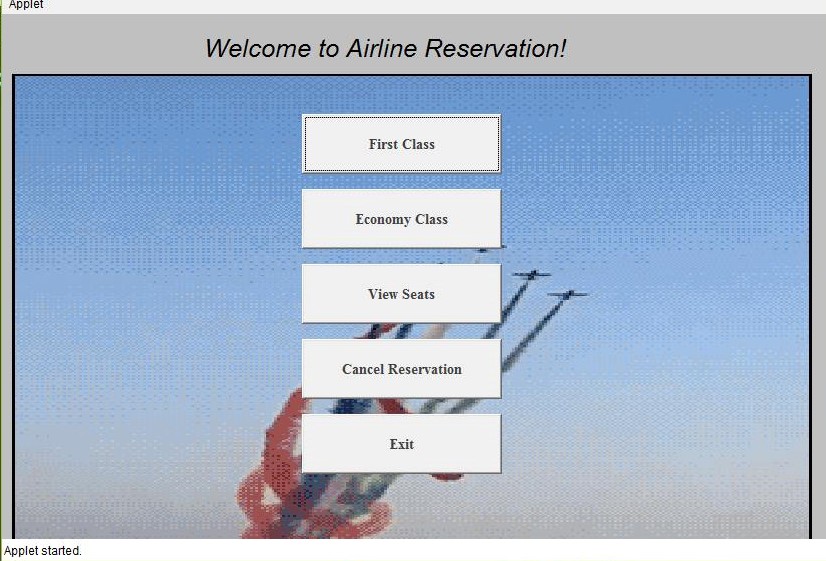 Applet
Welcome to Airline Reservation!
First Class
Economy Class
View Seats
Cancel Reservation
Exit
Applet started.